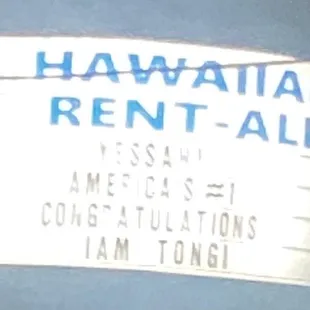 HAWAIIA
RENT-ALL
YESSAH!
AMERICA'S #1
CONGRATULATIONS
IAM TONGI